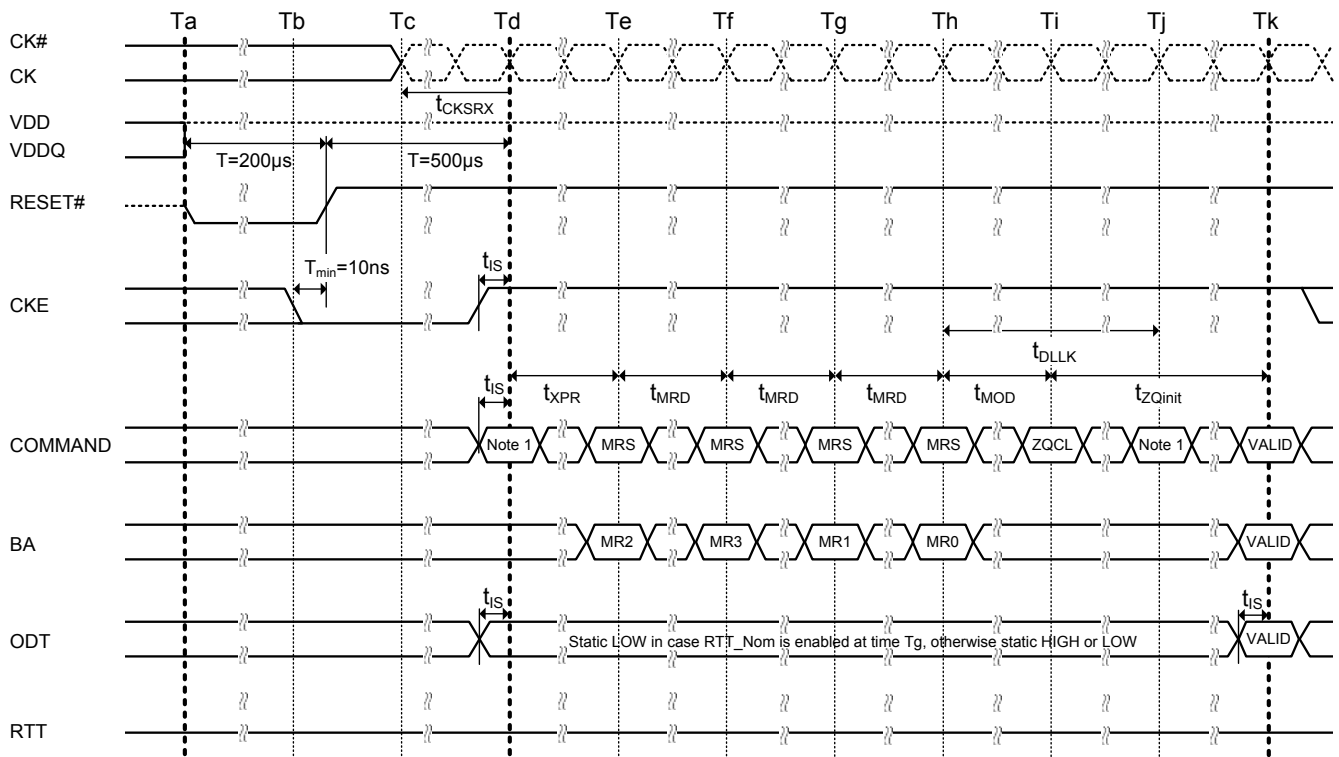 Ta Tb Tc Td Te Tf Tg Th Ti Tj Tk
CK#
CK
tCKSRX
VDD
VDDQ
T=200µs T=500µs
RESET#
Tmin=10ns tIS
CKE
tDLLK
tIS tXPR tMRD tMRD tMRD tMOD tZQinit
COMMAND Note 1 MRS MRS MRS MRS ZQCL Note 1 VALID
BA MR2 MR3 MR1 MR0 VALID
tIS tIS
ODT Static LOW in case RTT_Nom is enabled at time Tg, otherwise static HIGH or LOW VALID
RTT